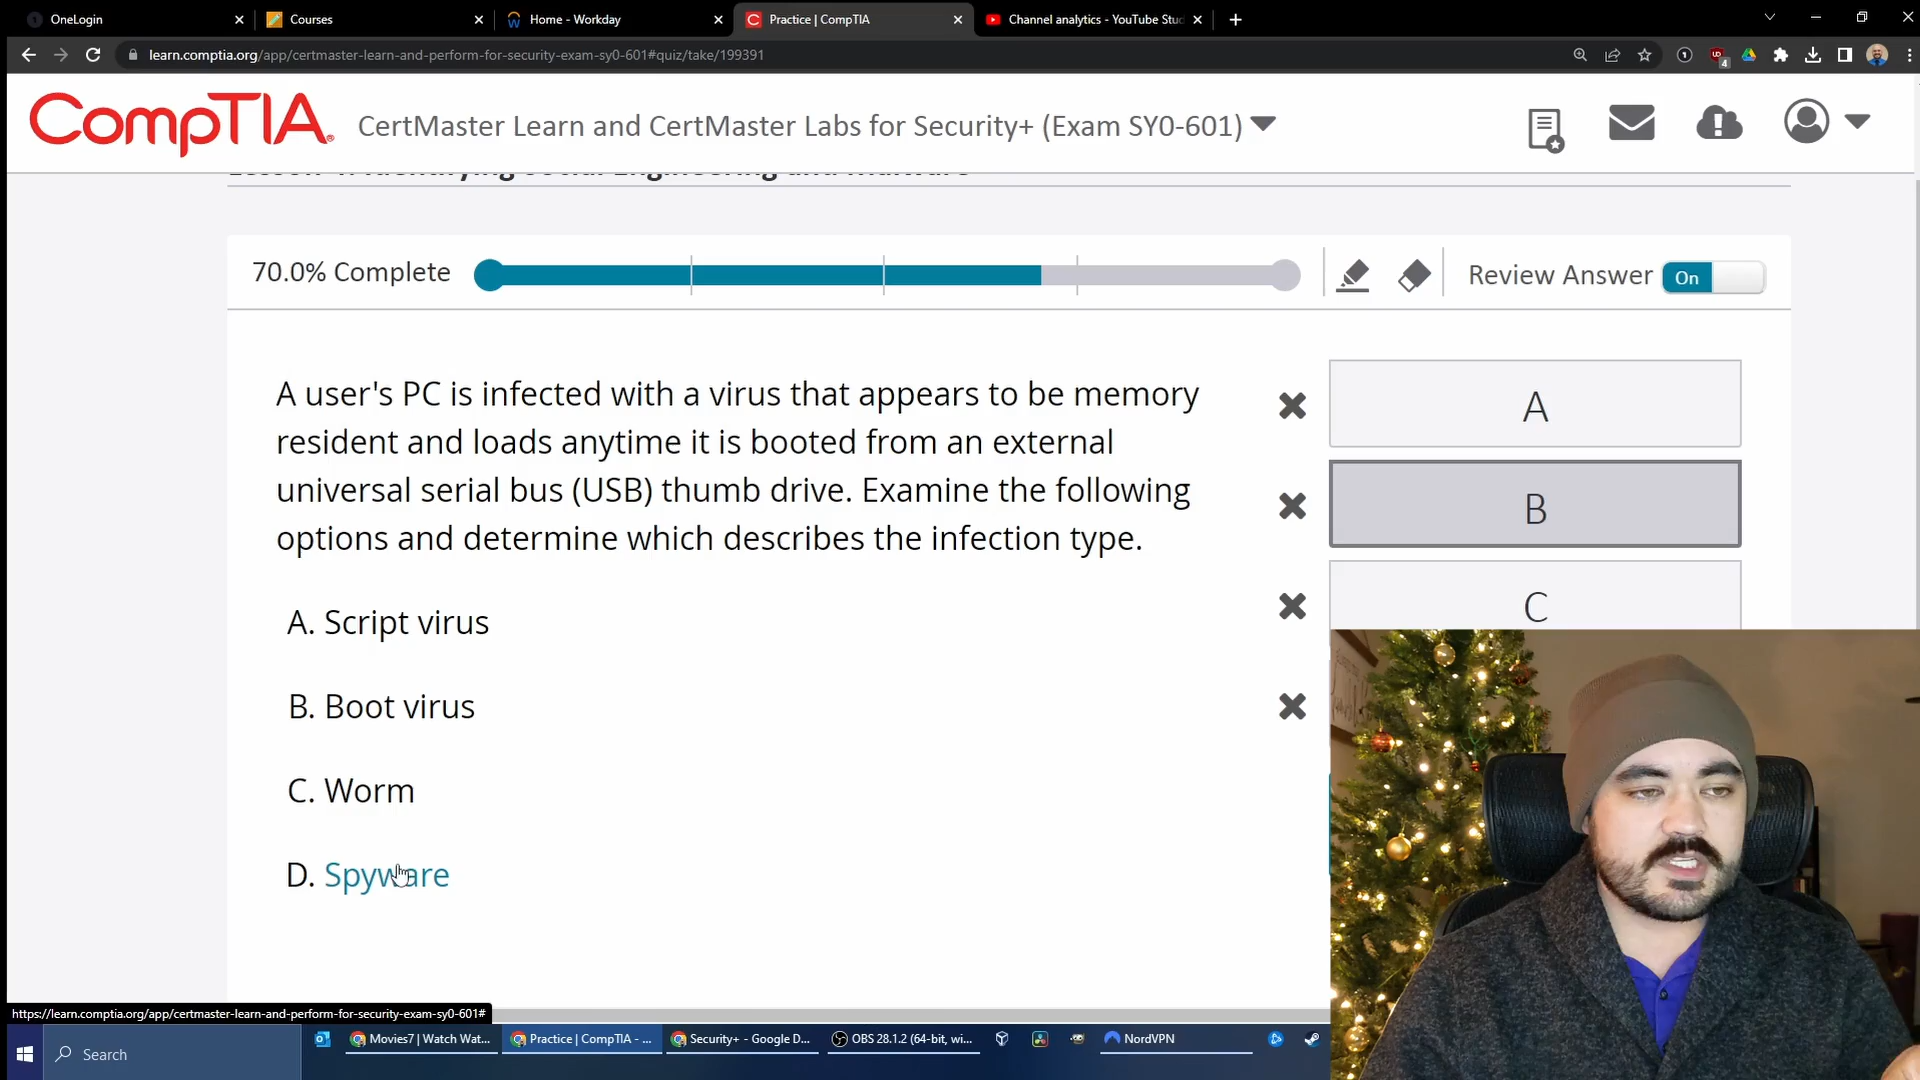 OneLogin
Courses
Home - Workday
Practice | CompTIA
Channel analytics - YouTube Stud
learn.comptia.org/app/certmaster-learn-and-perform-for-security-exam-sy0-601#quiz/take/199391
4
CompTIA.
CertMaster Learn and CertMaster Labs for Security+ (Exam SY0-601)
70.0% Complete
Review Answer On
A user's PC is infected with a virus that appears to be memory
resident and loads anytime it is booted from an external
universal serial bus (USB) thumb drive. Examine the following
options and determine which describes the infection type.
A. Script virus
B. Boot virus
C. Worm
D. Spyware
A
B
C
https://learn.comptia.org/app/certmaster-learn-and-perform-for-security-exam-sy0-601#
Search
Movies7 | Watch Wat...
Practice | CompTIA - ...
Security+ - Google D...
OBS 28.1.2 (64-bit, wi...
NordVPN